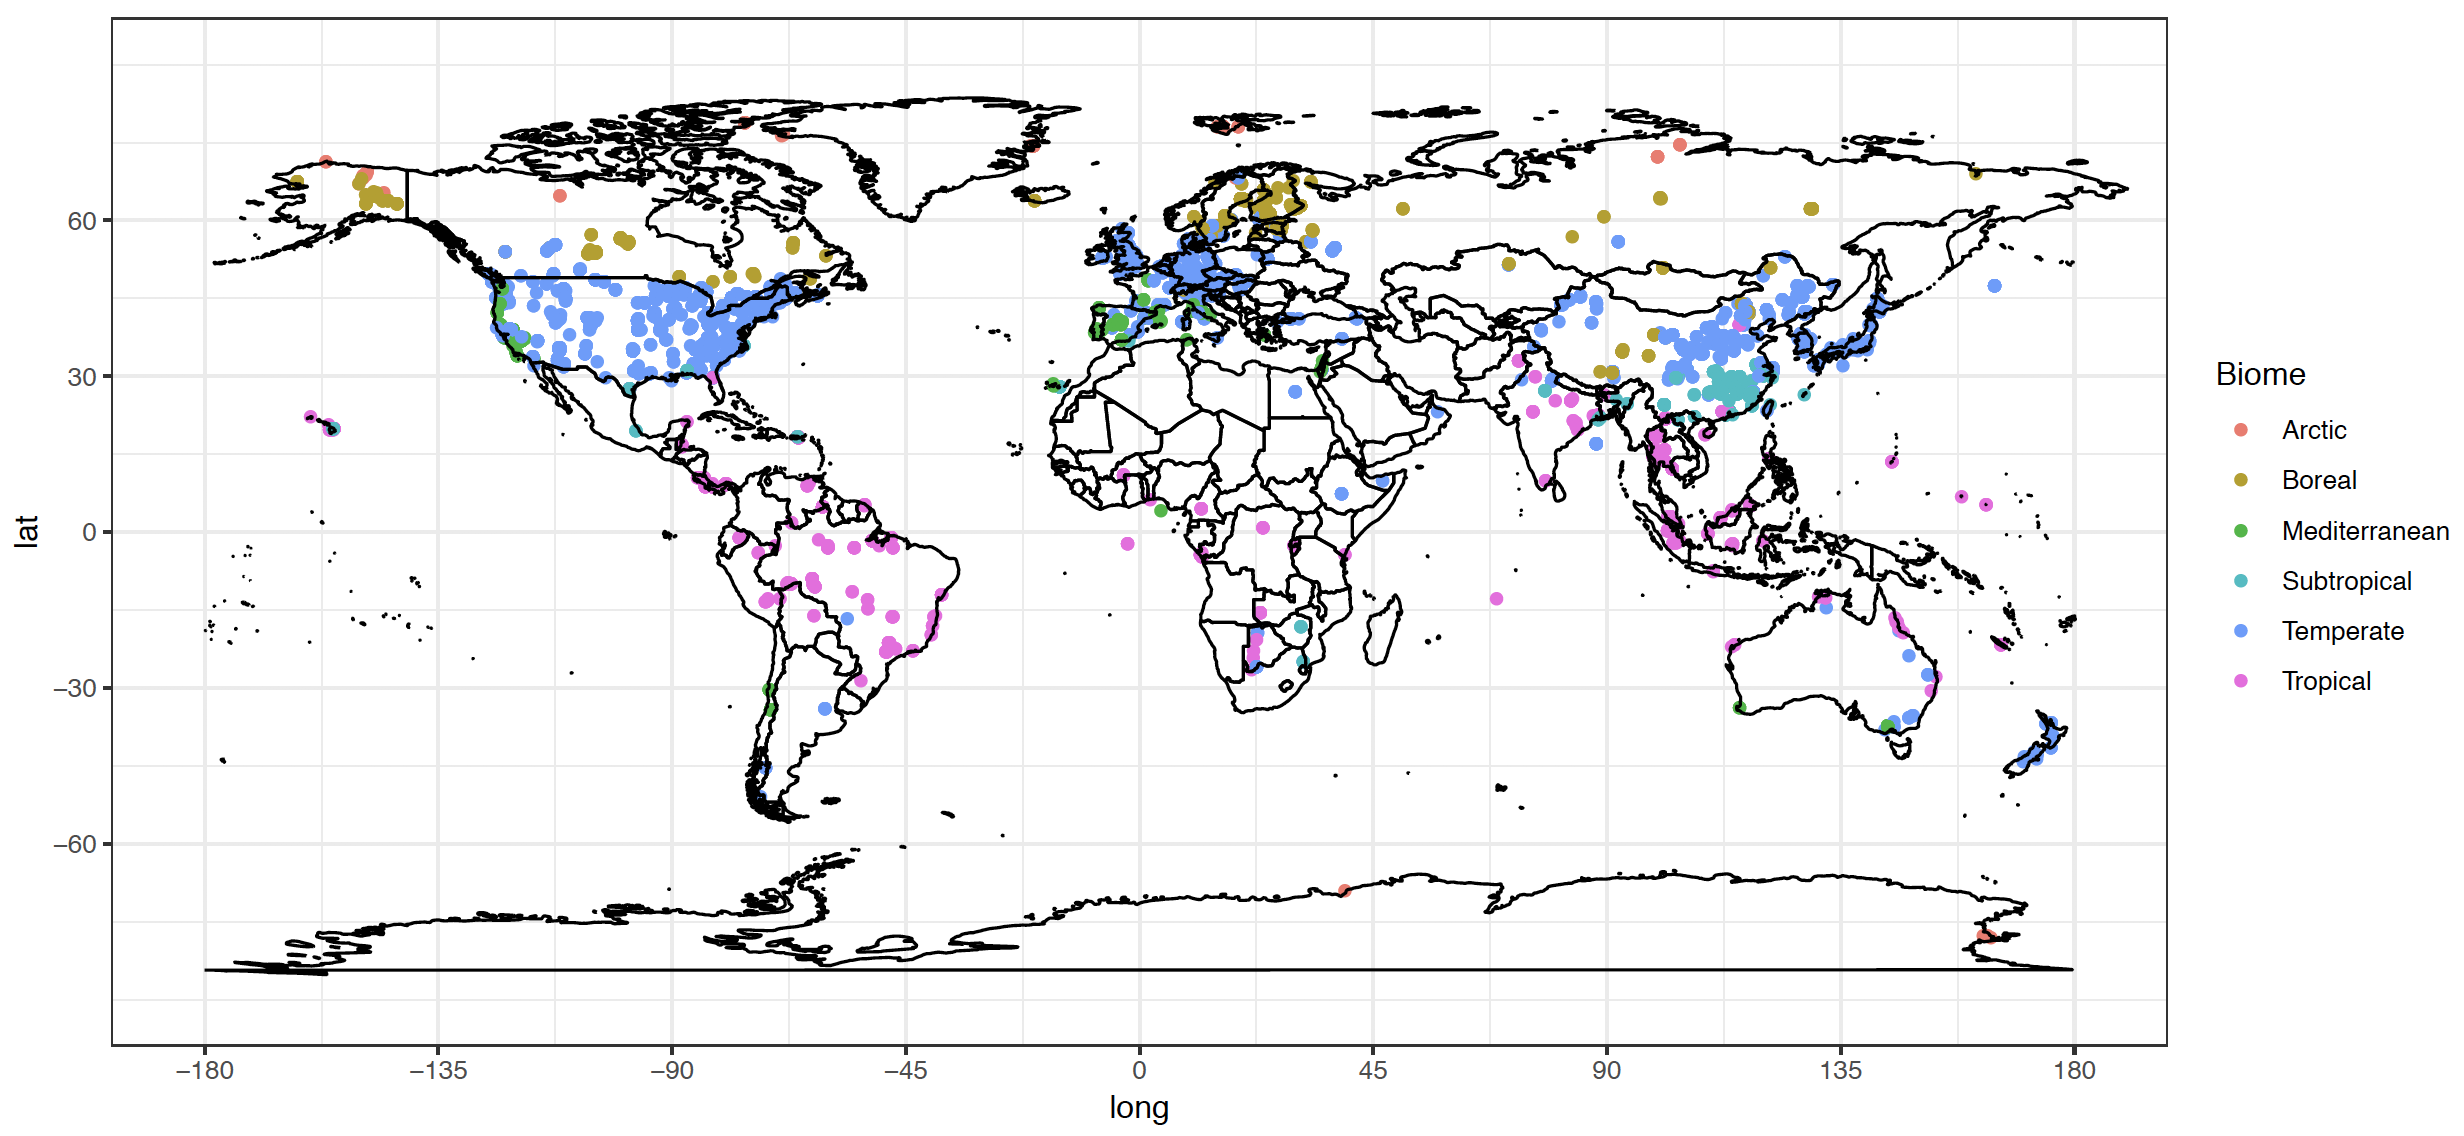 60
30
0
−30
−60
lat
−180
−135
−90
−45
0
45
90
135
180
long
Biome
Arctic
Boreal
Mediterranean
Subtropical
Temperate
Tropical